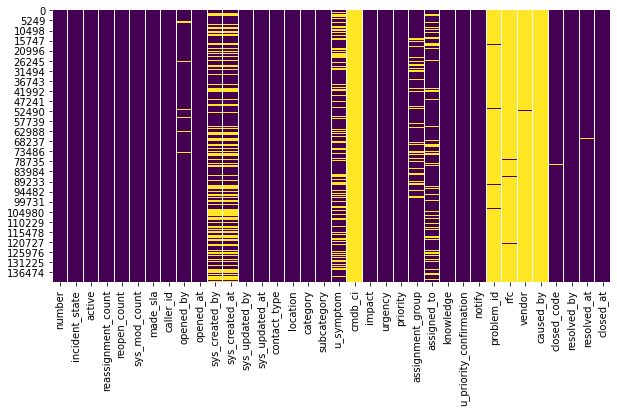 0
5249
10498
15747
20996
26245
31494
36743
41992
47241
52490
57739
62988
68237
73486
78735
83984
89233
94482
99731
104980
110229
115478
120727
125976
131225
136474
number
incident_state
active
reassignment_count
reopen_count
sys_mod_count
made_sla
caller_id
opened_by
opened_at
sys_created_by
sys_created_at
sys_updated_by
sys_updated_at
contact_type
location
category
subcategory
u_symptom
cmdb_ci
impact
urgency
priority
assignment_group
assigned_to
knowledge
u_priority_confirmation
notify
problem_id
rfc
vendor
caused_by
closed_code
resolved_by
resolved_at
closed_at